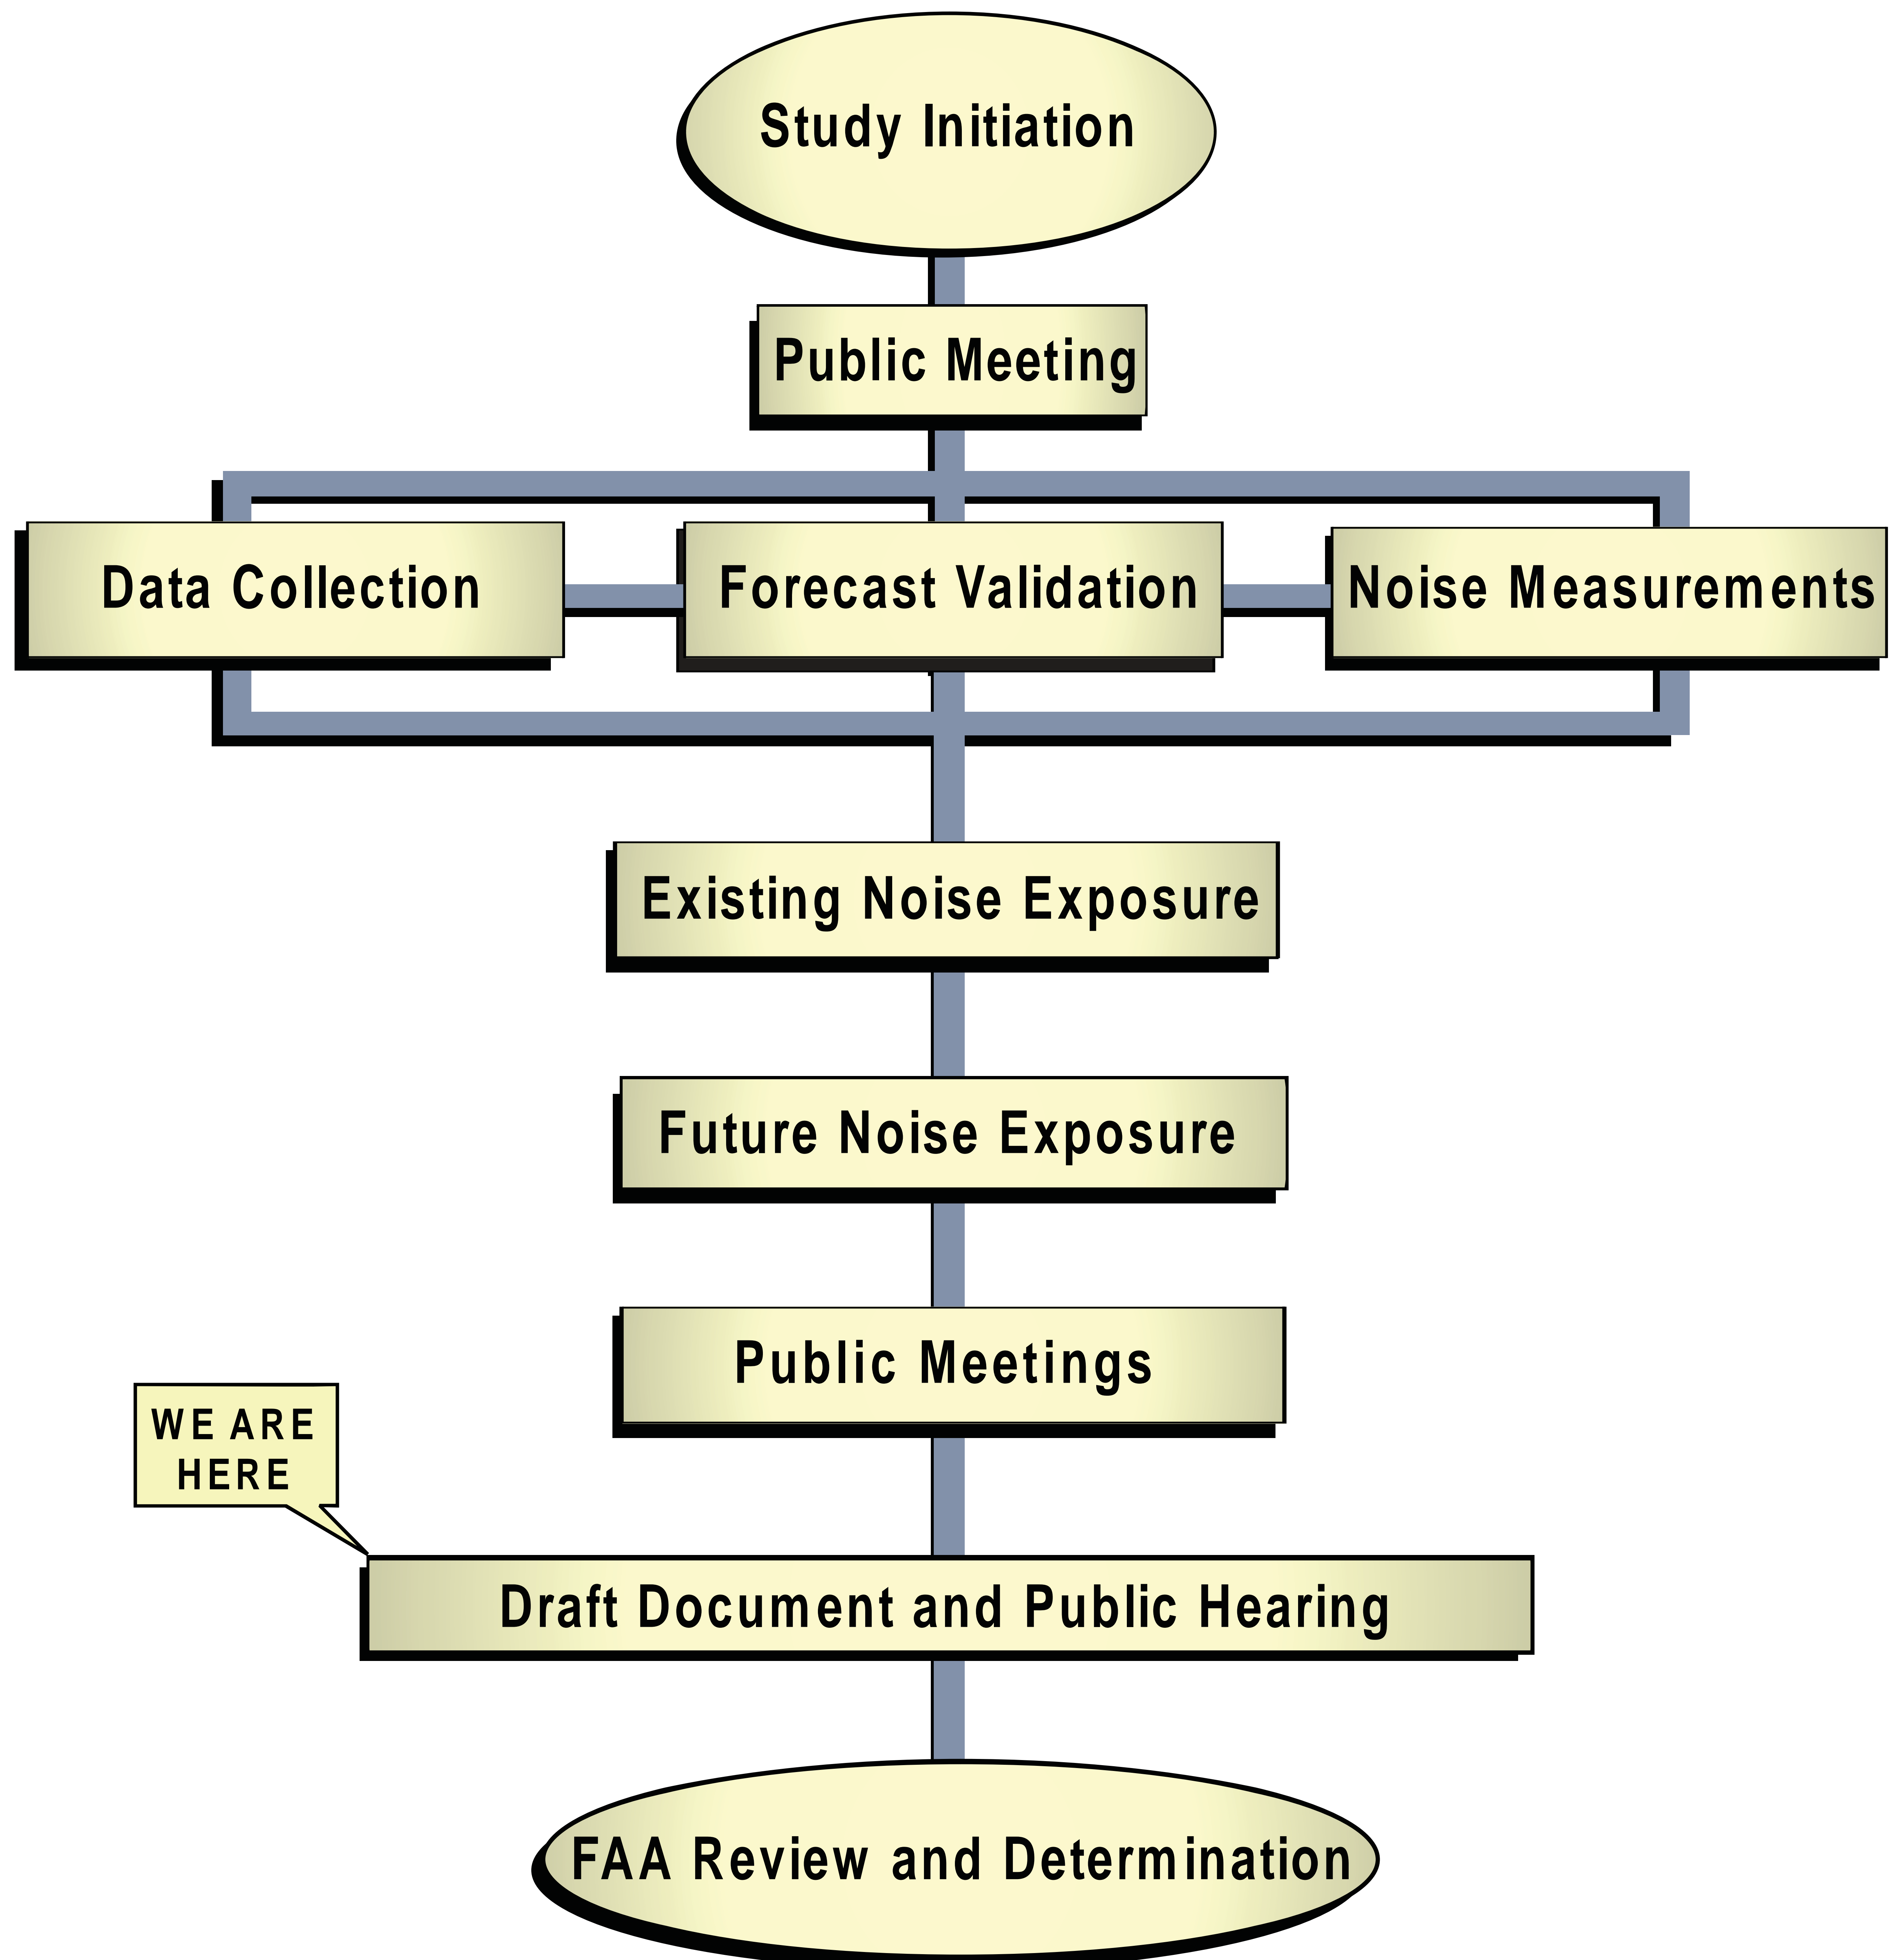 Study Initiation
Public Meeting
Data Collection
Forecast Validation
Noise Measurements
Existing Noise Exposure
Future Noise Exposure
Public Meetings
WE ARE
HERE
Draft Document and Public Hearing
FAA Review and Determination